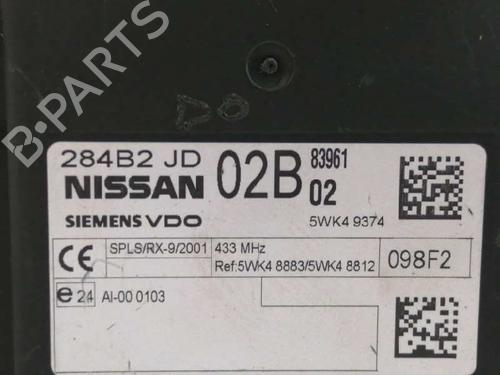 B-PARTS
284B2 JD 02B 83961
NISSAN 02
SIEMENS VDO 5WK4 9374
CE SPLS/RX-9/2001 433 MHz 098F2
Ref:5WK4 8883/5WK4 8812
e 24 AI-00 0103